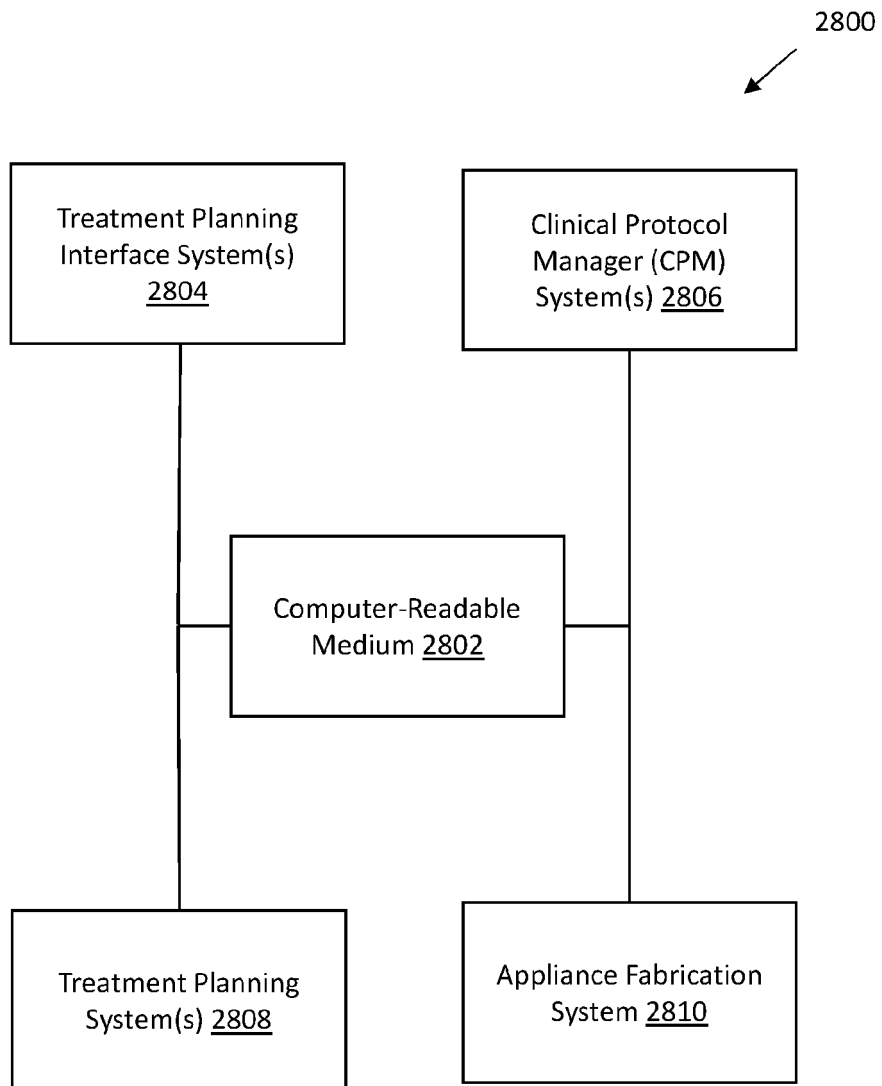 2800
Treatment Planning
Interface System(s)
2804
Clinical Protocol
Manager (CPM)
System(s) 2806
Computer-Readable
Medium 2802
Treatment Planning
System(s) 2808
Appliance Fabrication
System 2810